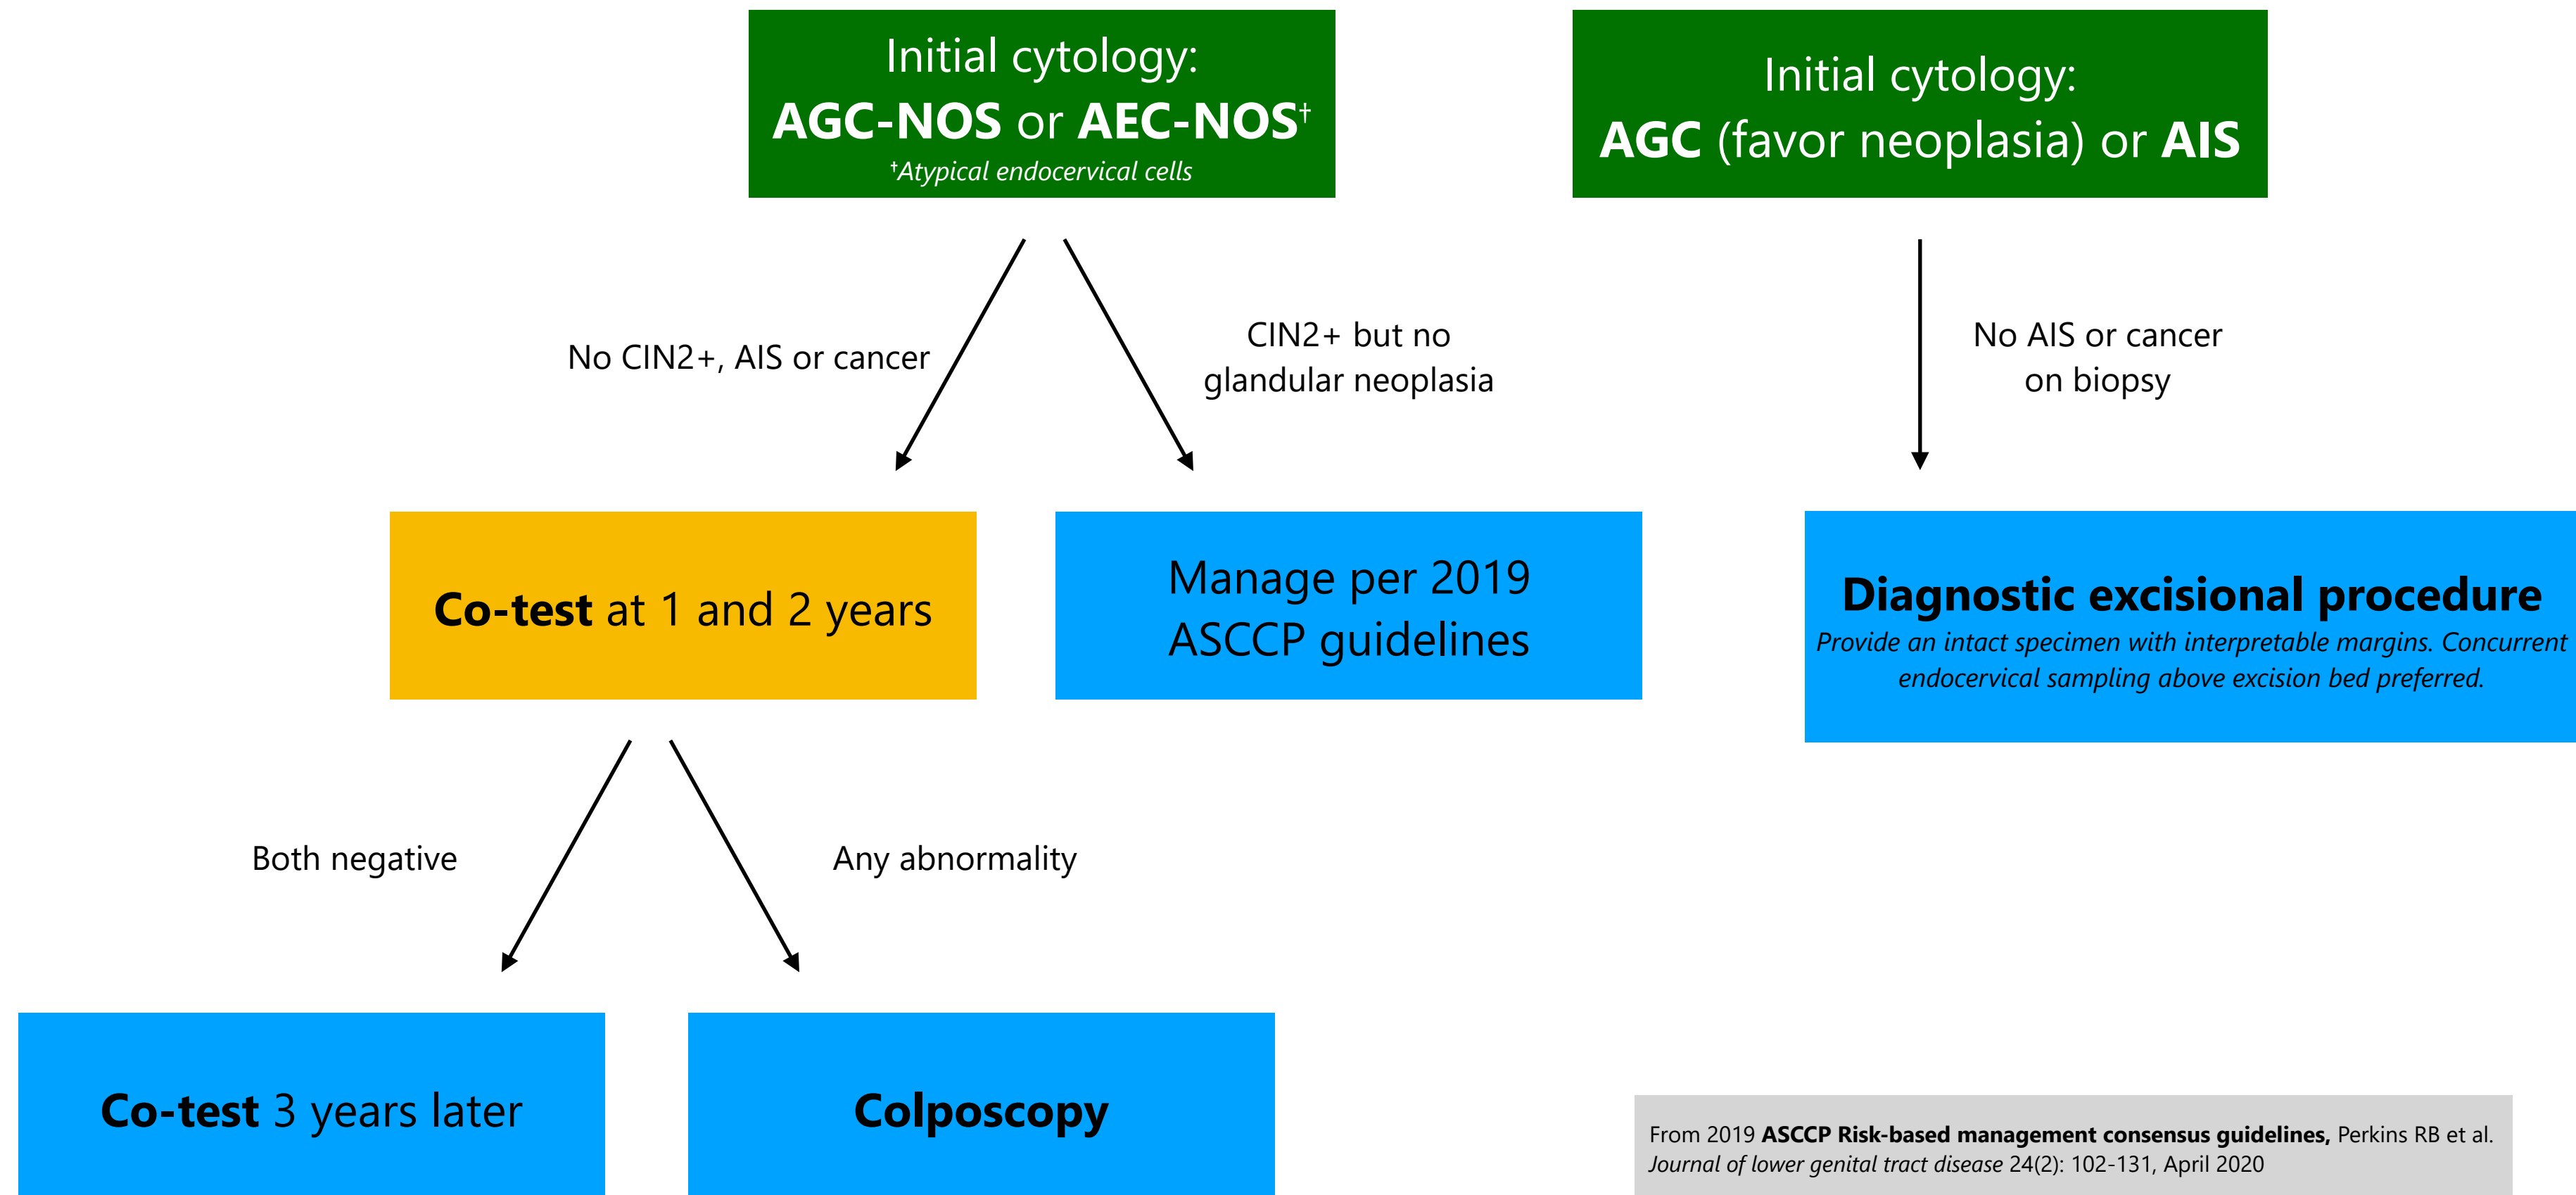 Initial cytology:
AGC-NOS or AEC-NOS†
†Atypical endocervical cells
Initial cytology:
AGC (favor neoplasia) or AIS
No CIN2+, AIS or cancer
CIN2+ but no
glandular neoplasia
No AIS or cancer
on biopsy
Co-test at 1 and 2 years
Manage per 2019
ASCCP guidelines
Diagnostic excisional procedure
Provide an intact specimen with interpretable margins. Concurrent
endocervical sampling above excision bed preferred.
Both negative
Any abnormality
Co-test 3 years later
Colposcopy
From 2019 ASCCP Risk-based management consensus guidelines, Perkins RB et al.
Journal of lower genital tract disease 24(2): 102-131, April 2020